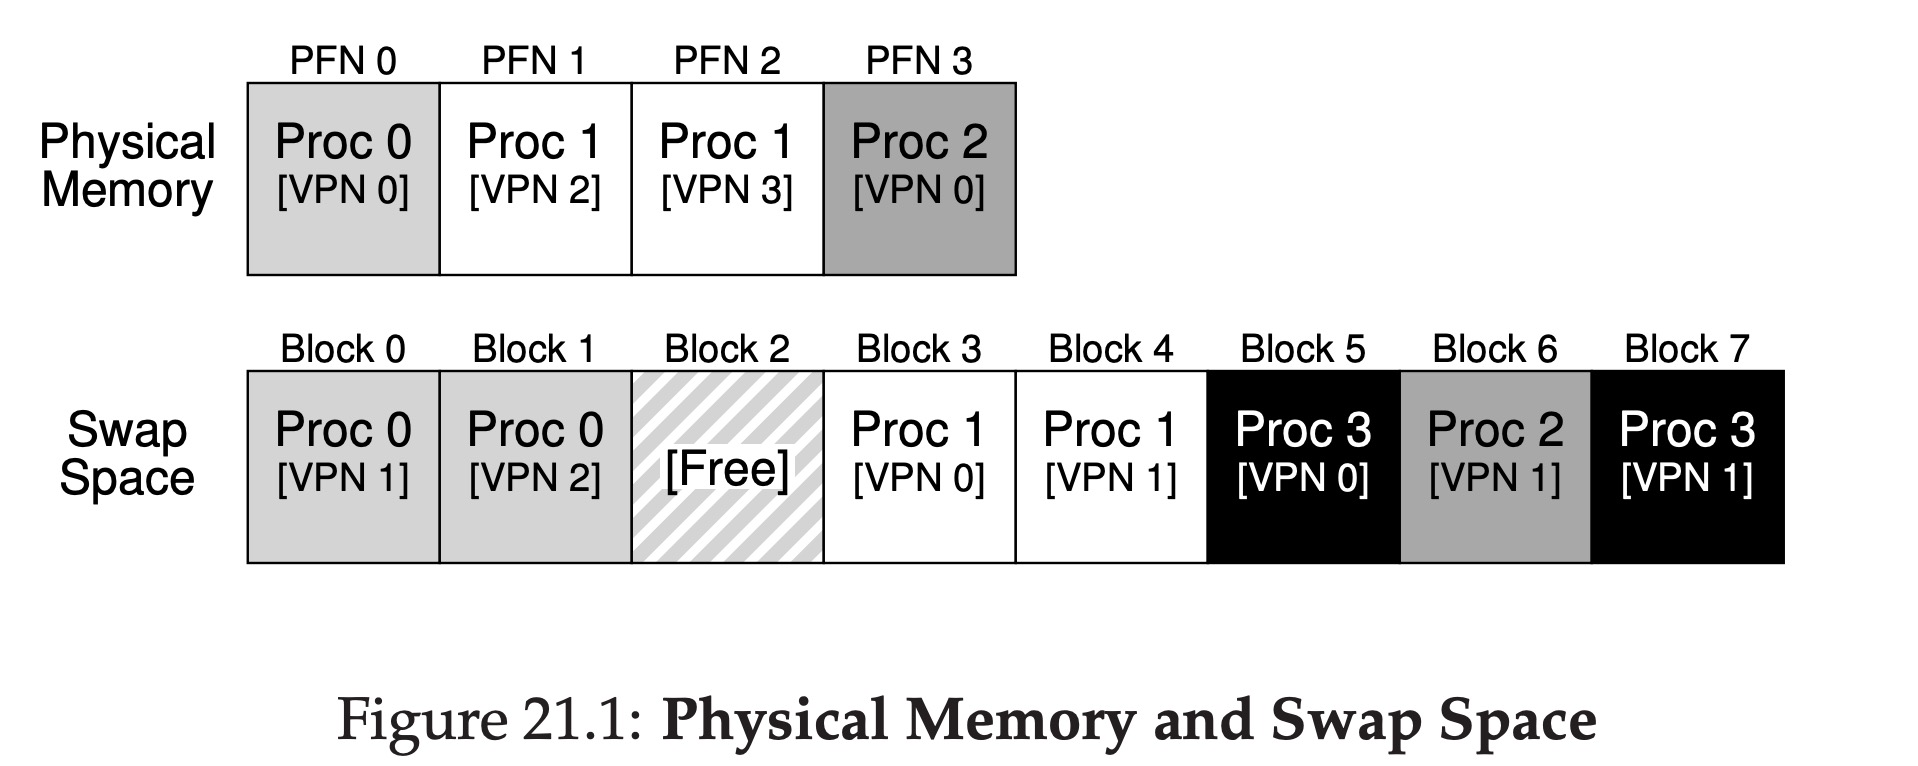 PFN 0 PFN 1 PFN 2 PFN 3
Physical Memory
Proc 0 Proc 1 Proc 1 Proc 2
[VPN 0] [VPN 2] [VPN 3] [VPN 0]
Block 0 Block 1 Block 2 Block 3 Block 4 Block 5 Block 6 Block 7
Swap Space
Proc 0 Proc 0 [Free] Proc 1 Proc 1 Proc 3 Proc 2 Proc 3
[VPN 1] [VPN 2] [VPN 0] [VPN 1] [VPN 0] [VPN 1] [VPN 1]
Figure 21.1: Physical Memory and Swap Space